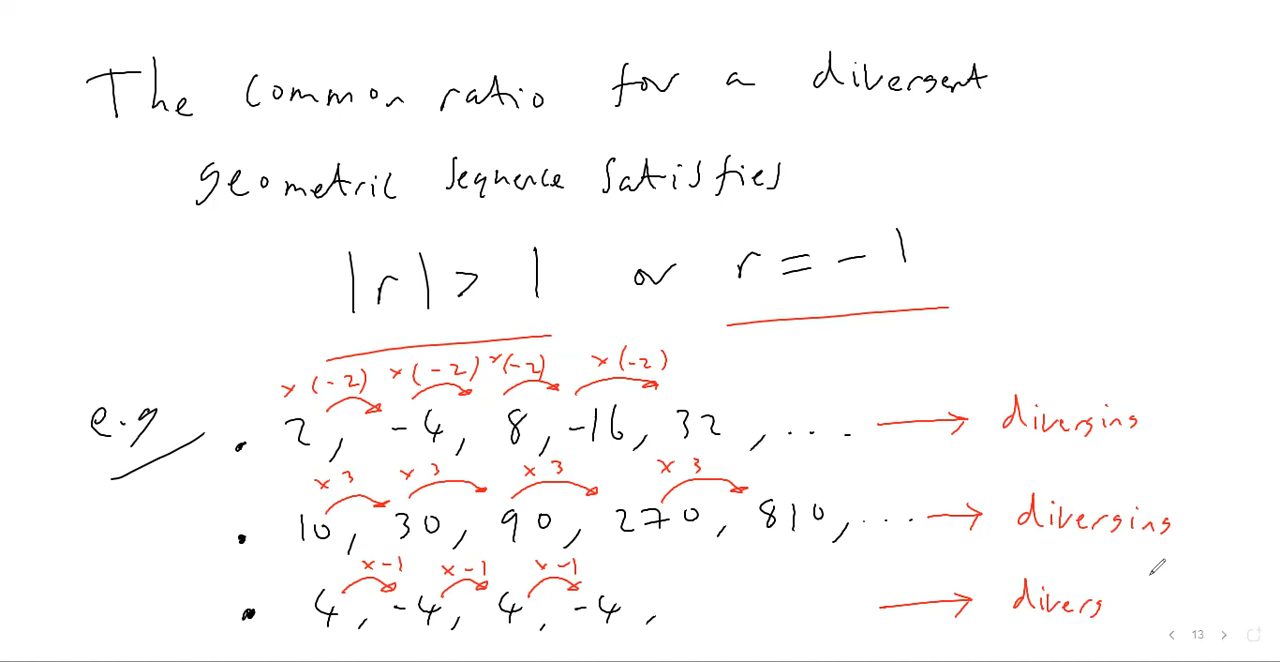 The common ratio for a divergent
geometric sequence satisfies
|r| > 1 or r = -1
×(-2) ×(-2) ×(-2) ×(-2)
e.g . 2, -4, 8, -16, 32, ... → diverging
×3 ×3 ×3 ×3
. 10, 30, 90, 270, 810, ... → diverging
×-1 ×-1 ×-1
. 4, -4, 4, -4, → diverg
< 13 >